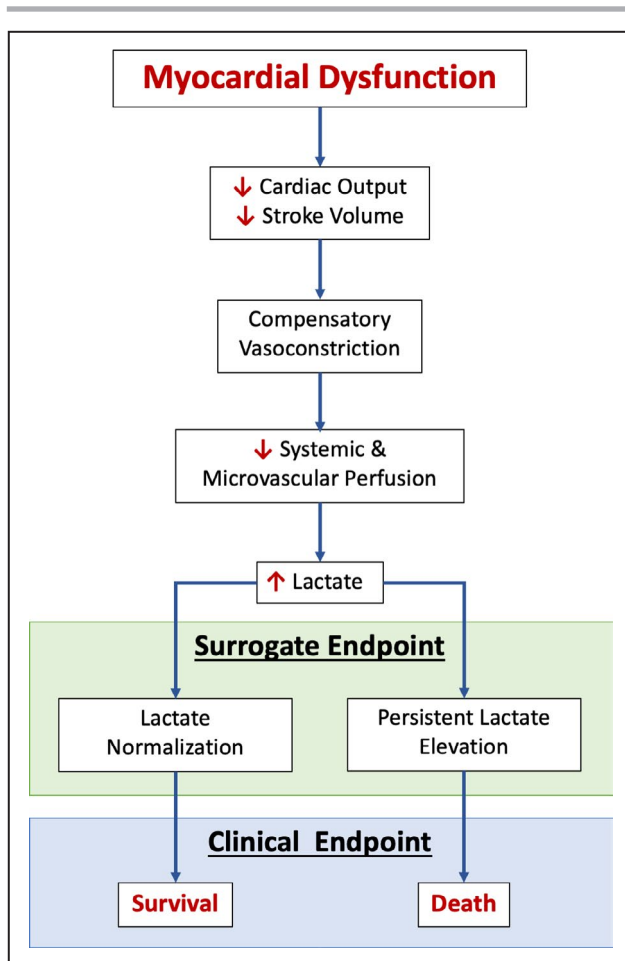 Myocardial Dysfunction
↓ Cardiac Output
↓ Stroke Volume
Compensatory
Vasoconstriction
↓ Systemic &
Microvascular Perfusion
↑ Lactate
Surrogate Endpoint
Lactate
Normalization
Persistent Lactate
Elevation
Clinical Endpoint
Survival
Death